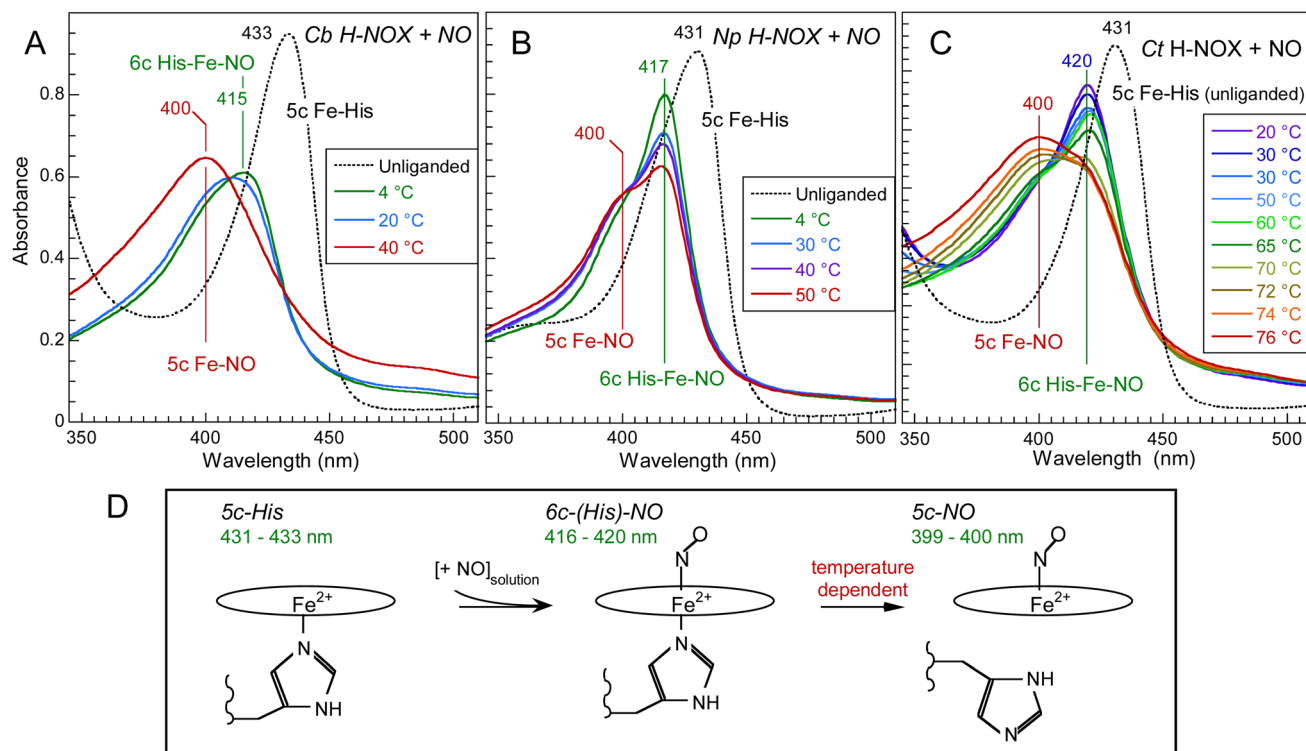 A
Cb H-NOX + NO
433
6c His-Fe-NO
415
400
5c Fe-His
Unliganded
4 °C
20 °C
40 °C
5c Fe-NO
Absorbance
0.8
0.6
0.4
0.2
0
350
400
450
500
Wavelength (nm)
B
Np H-NOX + NO
431
417
400
5c Fe-His
Unliganded
4 °C
30 °C
40 °C
50 °C
5c Fe-NO
6c His-Fe-NO
350
400
450
500
Wavelength (nm)
C
Ct H-NOX + NO
431
420
400
5c Fe-His (unliganded)
20 °C
30 °C
30 °C
50 °C
60 °C
65 °C
70 °C
72 °C
74 °C
76 °C
5c Fe-NO
6c His-Fe-NO
350
400
450
500
Wavelength (nm)
D
5c-His
431 - 433 nm
Fe2+
N
NH
[+ NO]solution
6c-(His)-NO
416 - 420 nm
O
N
Fe2+
N
NH
temperature
dependent
5c-NO
399 - 400 nm
O
N
Fe2+
NH
N